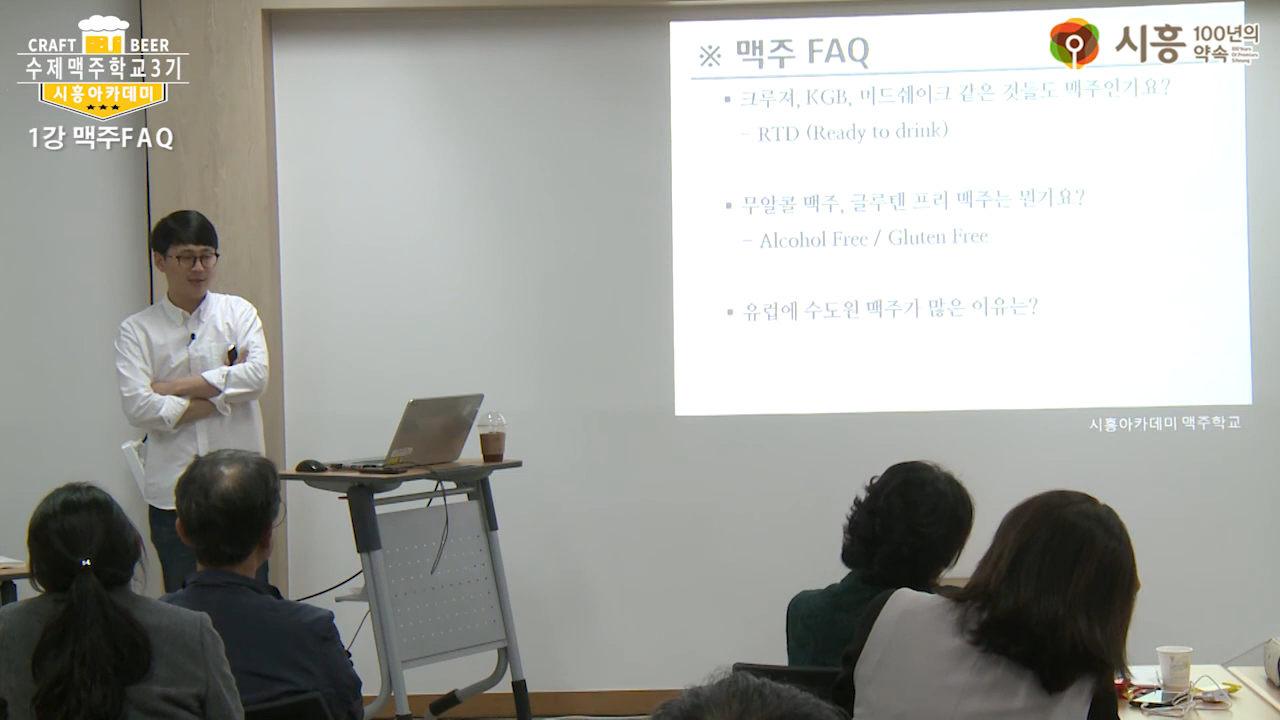 CRAFT BEER
수제맥주학교3기
시흥아카데미
1강 맥주FAQ
시흥 100년의 약속
※ 맥주 FAQ
▪ 크루져, KGB, 머드쉐이크 같은 것들도 맥주인가요?
– RTD (Ready to drink)
▪ 무알콜 맥주, 글루텐 프리 맥주는 뭔가요?
– Alcohol Free / Gluten Free
▪ 유럽에 수도원 맥주가 많은 이유는?
시흥아카데미 맥주학교